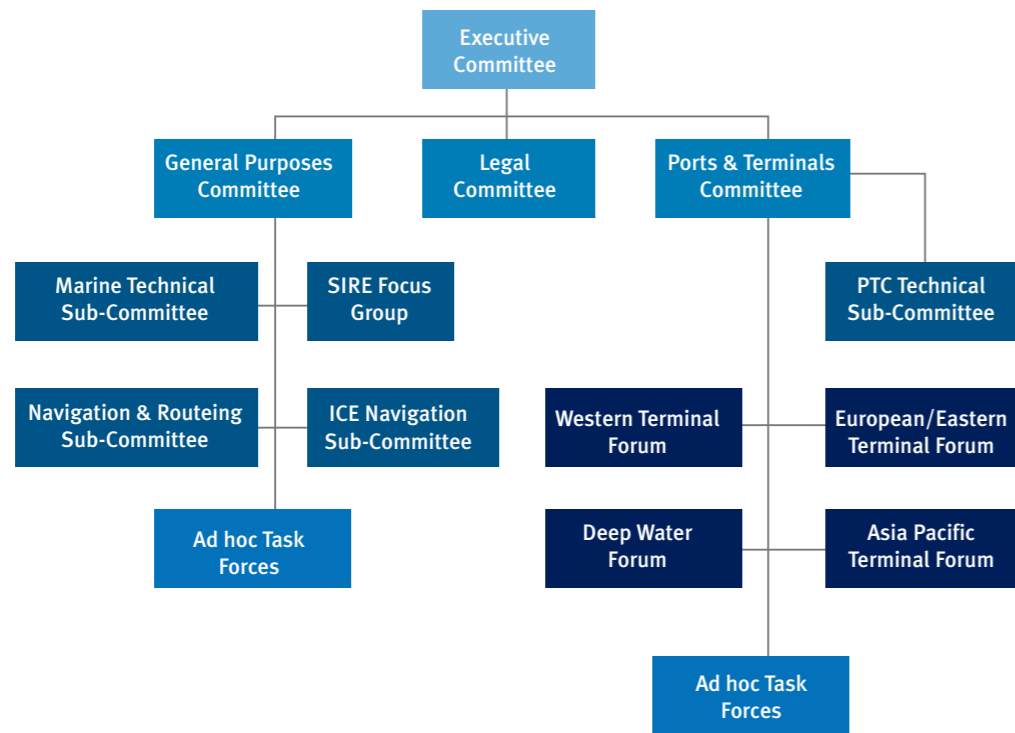 Executive
Committee
General Purposes
Committee
Legal
Committee
Ports & Terminals
Committee
Marine Technical
Sub-Committee
SIRE Focus
Group
PTC Technical
Sub-Committee
Navigation & Routeing
Sub-Committee
ICE Navigation
Sub-Committee
Western Terminal
Forum
European/Eastern
Terminal Forum
Ad hoc Task
Forces
Deep Water
Forum
Asia Pacific
Terminal Forum
Ad hoc Task
Forces